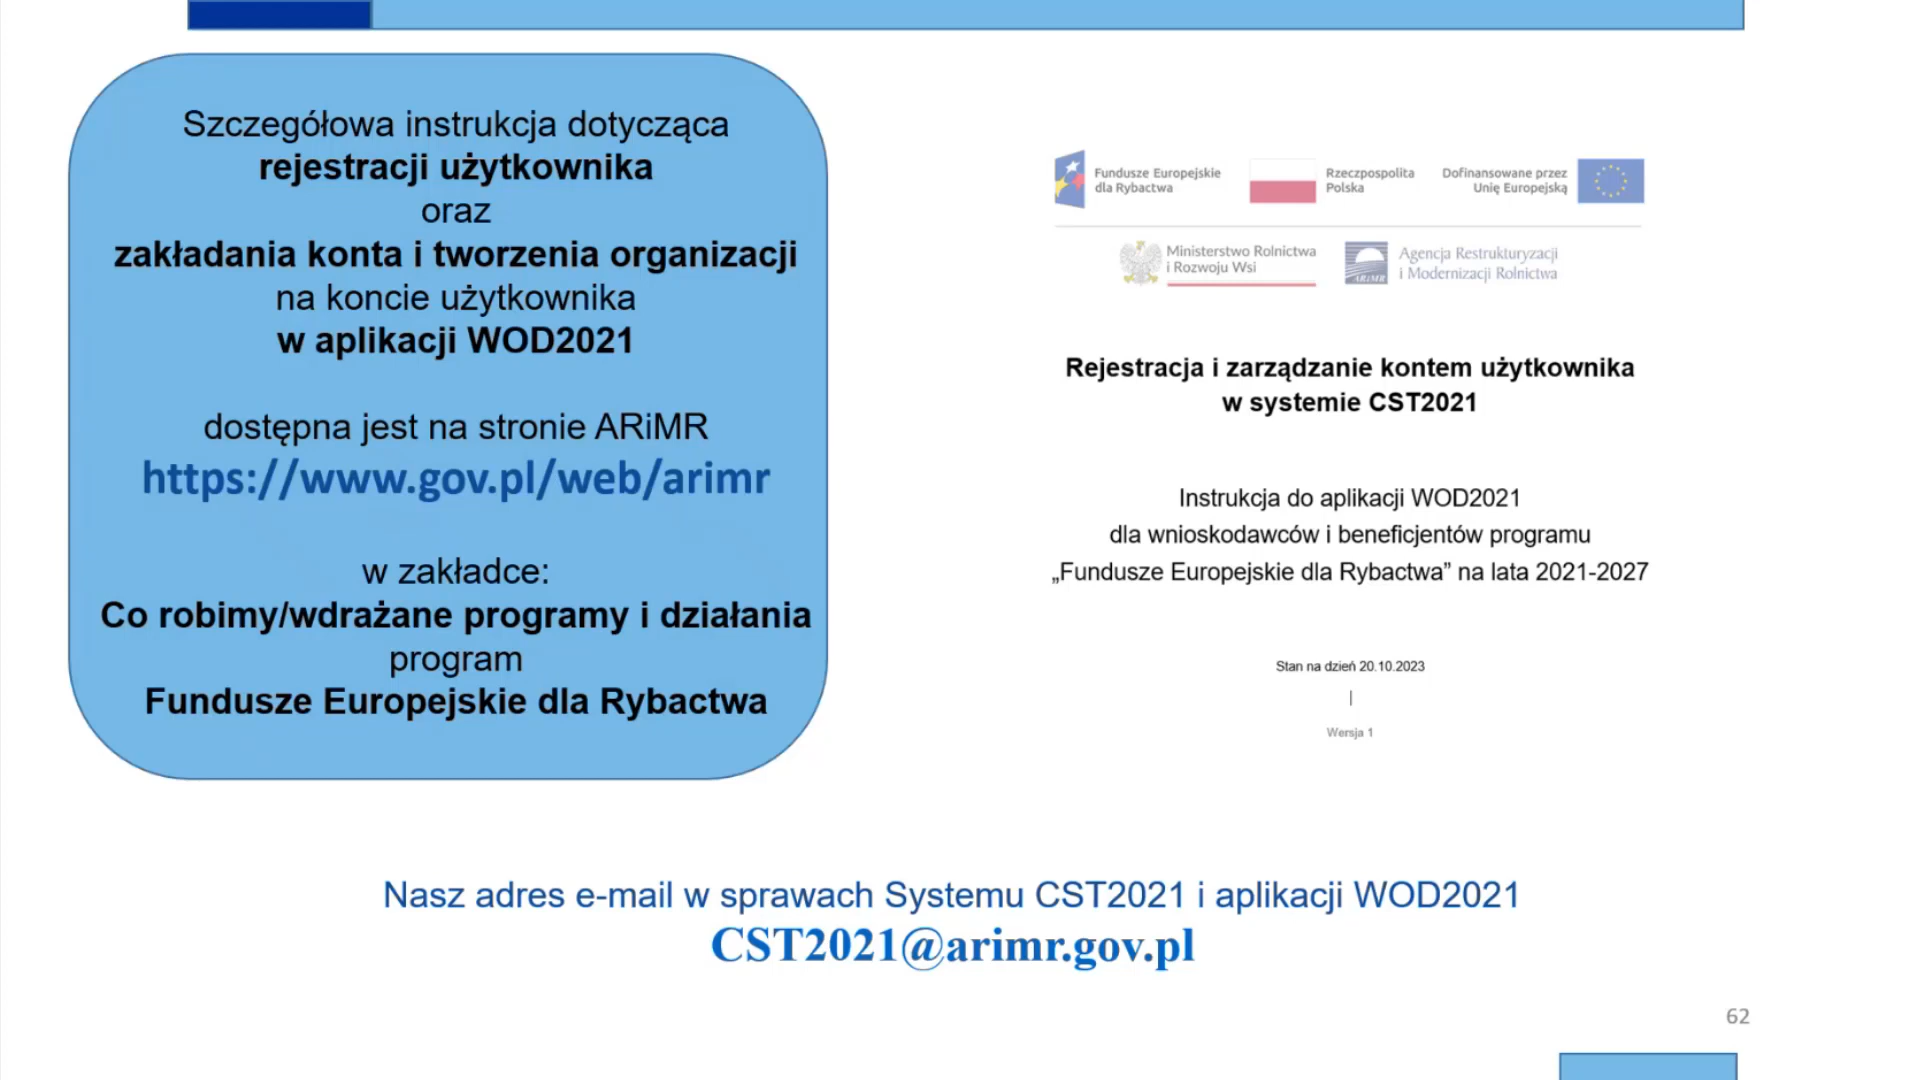 Szczegółowa instrukcja dotycząca
rejestracji użytkownika
oraz
zakładania konta i tworzenia organizacji
na koncie użytkownika
w aplikacji WOD2021
dostępna jest na stronie ARiMR
https://www.gov.pl/web/arimr
w zakładce:
Co robimy/wdrażane programy i działania
program
Fundusze Europejskie dla Rybactwa
Fundusze Europejskie
dla Rybactwa
Rzeczpospolita
Polska
Dofinansowane przez
Unię Europejską
Ministerstwo Rolnictwa
i Rozwoju Wsi
ARiMR
Agencja Restrukturyzacji
i Modernizacji Rolnictwa
Rejestracja i zarządzanie kontem użytkownika
w systemie CST2021
Instrukcja do aplikacji WOD2021
dla wnioskodawców i beneficjentów programu
„Fundusze Europejskie dla Rybactwa” na lata 2021-2027
Stan na dzień 20.10.2023
Wersja 1
Nasz adres e-mail w sprawach Systemu CST2021 i aplikacji WOD2021
CST2021@arimr.gov.pl
62